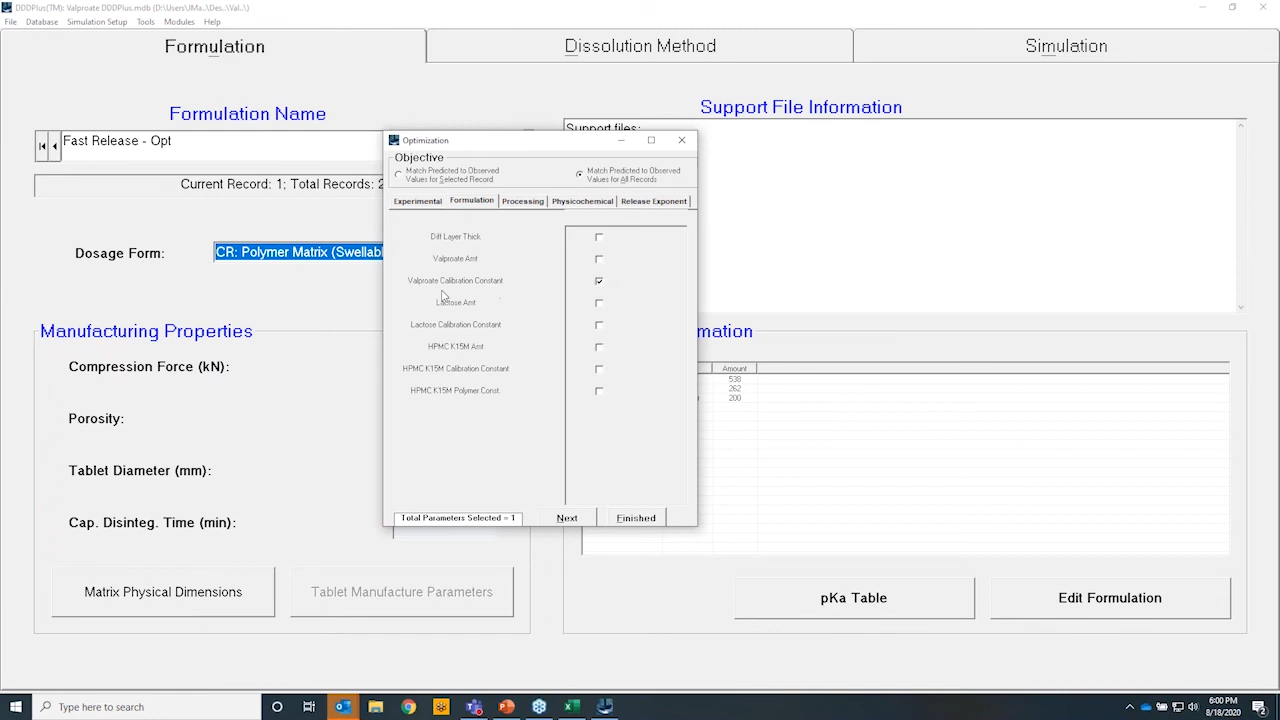 DDDPlus(TM): Valproate DDDPlus.mdb (D:\Users\JMa..\Des..\Val..\)
File Database Simulation Setup Tools Modules Help
Formulation Dissolution Method Simulation
Formulation Name
Support File Information
Fast Release - Opt
Support files:
Current Record: 1; Total Records: 2
Dosage Form:
CR: Polymer Matrix (Swellabl
Optimization
Objective
Match Predicted to Observed
Values for Selected Record
Match Predicted to Observed
Values for All Records
Experimental Formulation Processing Physicochemical Release Exponent
Diff Layer Thick.
Valproate Amt
Valproate Calibration Constant
Lactose Amt
Lactose Calibration Constant
HPMC K15M Amt
HPMC K15M Calibration Constant
HPMC K15M Polymer Const.
Total Parameters Selected = 1
Next
Finished
Manufacturing Properties
Compression Force (kN):
Porosity:
Tablet Diameter (mm):
Cap. Disinteg. Time (min):
Matrix Physical Dimensions
Tablet Manufacture Parameters
mation
Amount
538
262
200
pKa Table
Edit Formulation
Type here to search
6:00 PM
8/18/2020